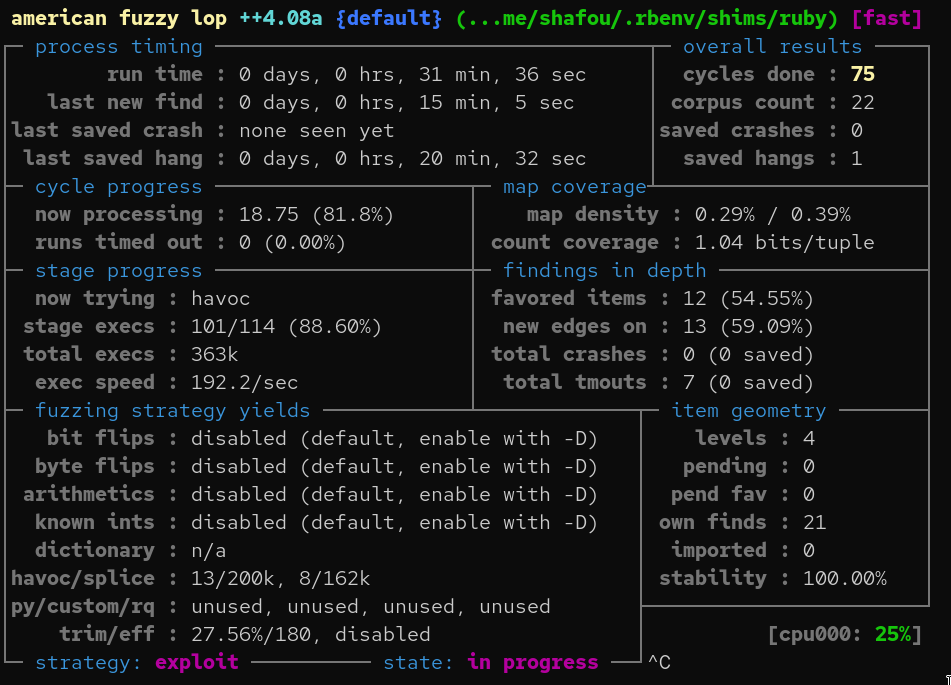 american fuzzy lop ++4.08a {default} (...me/shafou/.rbenv/shims/ruby) [fast]
process timing overall results
run time : 0 days, 0 hrs, 31 min, 36 sec cycles done : 75
last new find : 0 days, 0 hrs, 15 min, 5 sec corpus count : 22
last saved crash : none seen yet saved crashes : 0
last saved hang : 0 days, 0 hrs, 20 min, 32 sec saved hangs : 1
cycle progress map coverage
now processing : 18.75 (81.8%) map density : 0.29% / 0.39%
runs timed out : 0 (0.00%) count coverage : 1.04 bits/tuple
stage progress findings in depth
now trying : havoc favored items : 12 (54.55%)
stage execs : 101/114 (88.60%) new edges on : 13 (59.09%)
total execs : 363k total crashes : 0 (0 saved)
exec speed : 192.2/sec total tmouts : 7 (0 saved)
fuzzing strategy yields item geometry
bit flips : disabled (default, enable with -D) levels : 4
byte flips : disabled (default, enable with -D) pending : 0
arithmetics : disabled (default, enable with -D) pend fav : 0
known ints : disabled (default, enable with -D) own finds : 21
dictionary : n/a imported : 0
havoc/splice : 13/200k, 8/162k stability : 100.00%
py/custom/rq : unused, unused, unused, unused
trim/eff : 27.56%/180, disabled [cpu000: 25%]
strategy: exploit state: in progress ^C